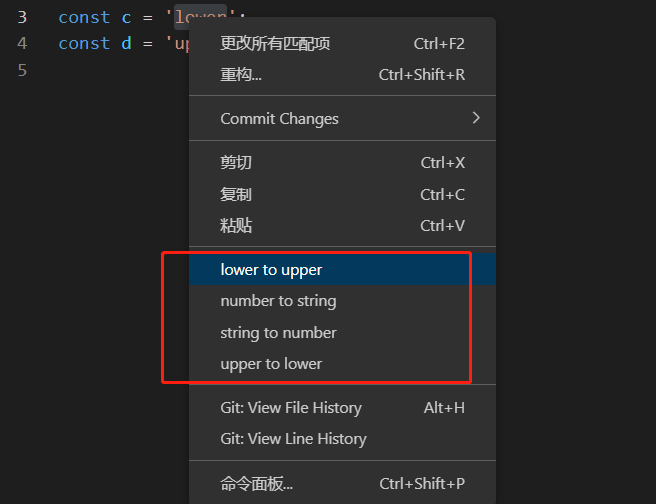 3 const c = 'lower';
4 const d = 'up
5
更改所有匹配项 Ctrl+F2
重构... Ctrl+Shift+R
Commit Changes
剪切 Ctrl+X
复制 Ctrl+C
粘贴 Ctrl+V
lower to upper
number to string
string to number
upper to lower
Git: View File History Alt+H
Git: View Line History
命令面板... Ctrl+Shift+P